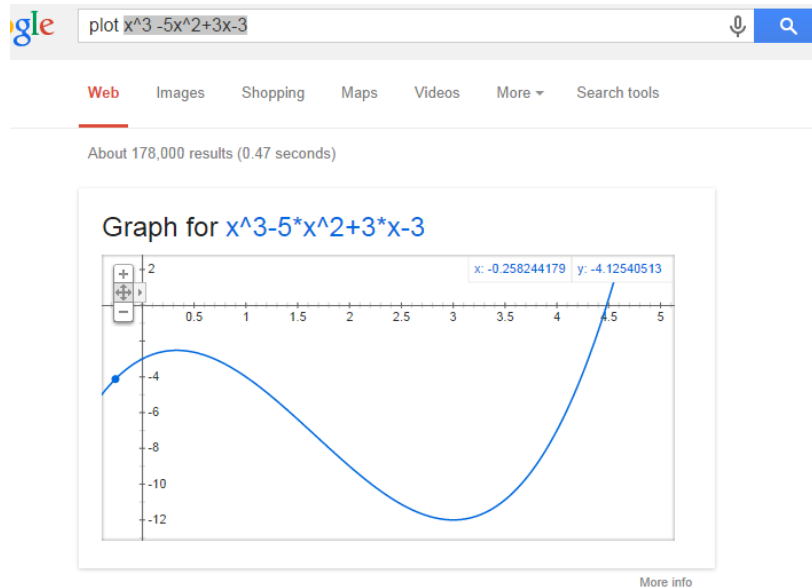 gle plot x^3 -5x^2+3x-3
Web Images Shopping Maps Videos More Search tools
About 178,000 results (0.47 seconds)
Graph for x^3-5*x^2+3*x-3
x: -0.258244179 y: -4.12540513
2
0.5 1 1.5 2 2.5 3 3.5 4 4.5 5
-4
-6
-8
-10
-12
More info